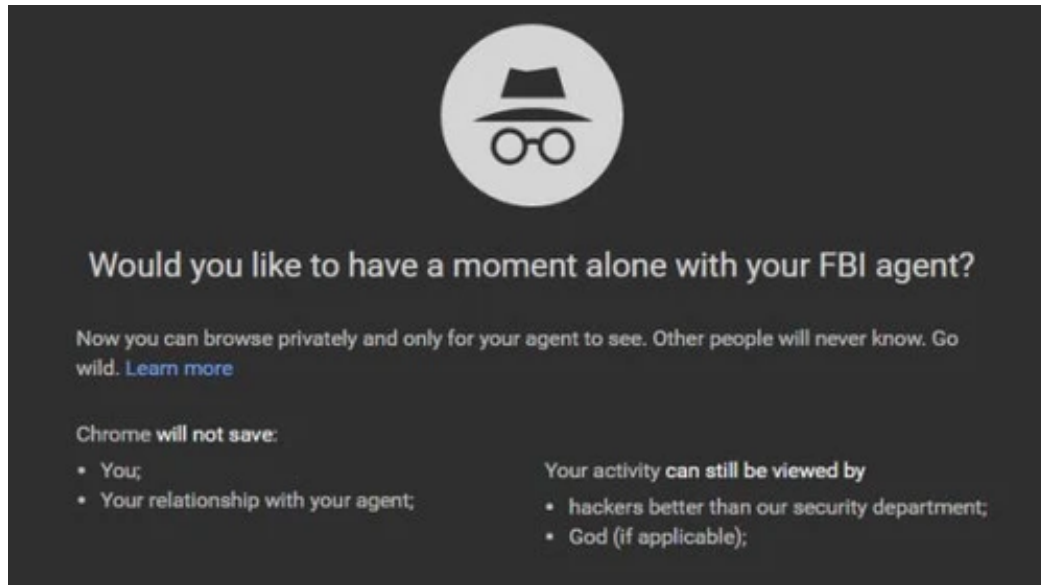 Would you like to have a moment alone with your FBI agent?
Now you can browse privately and only for your agent to see. Other people will never know. Go
wild. Learn more
Chrome will not save:
• You;
• Your relationship with your agent;
Your activity can still be viewed by
• hackers better than our security department;
• God (if applicable);